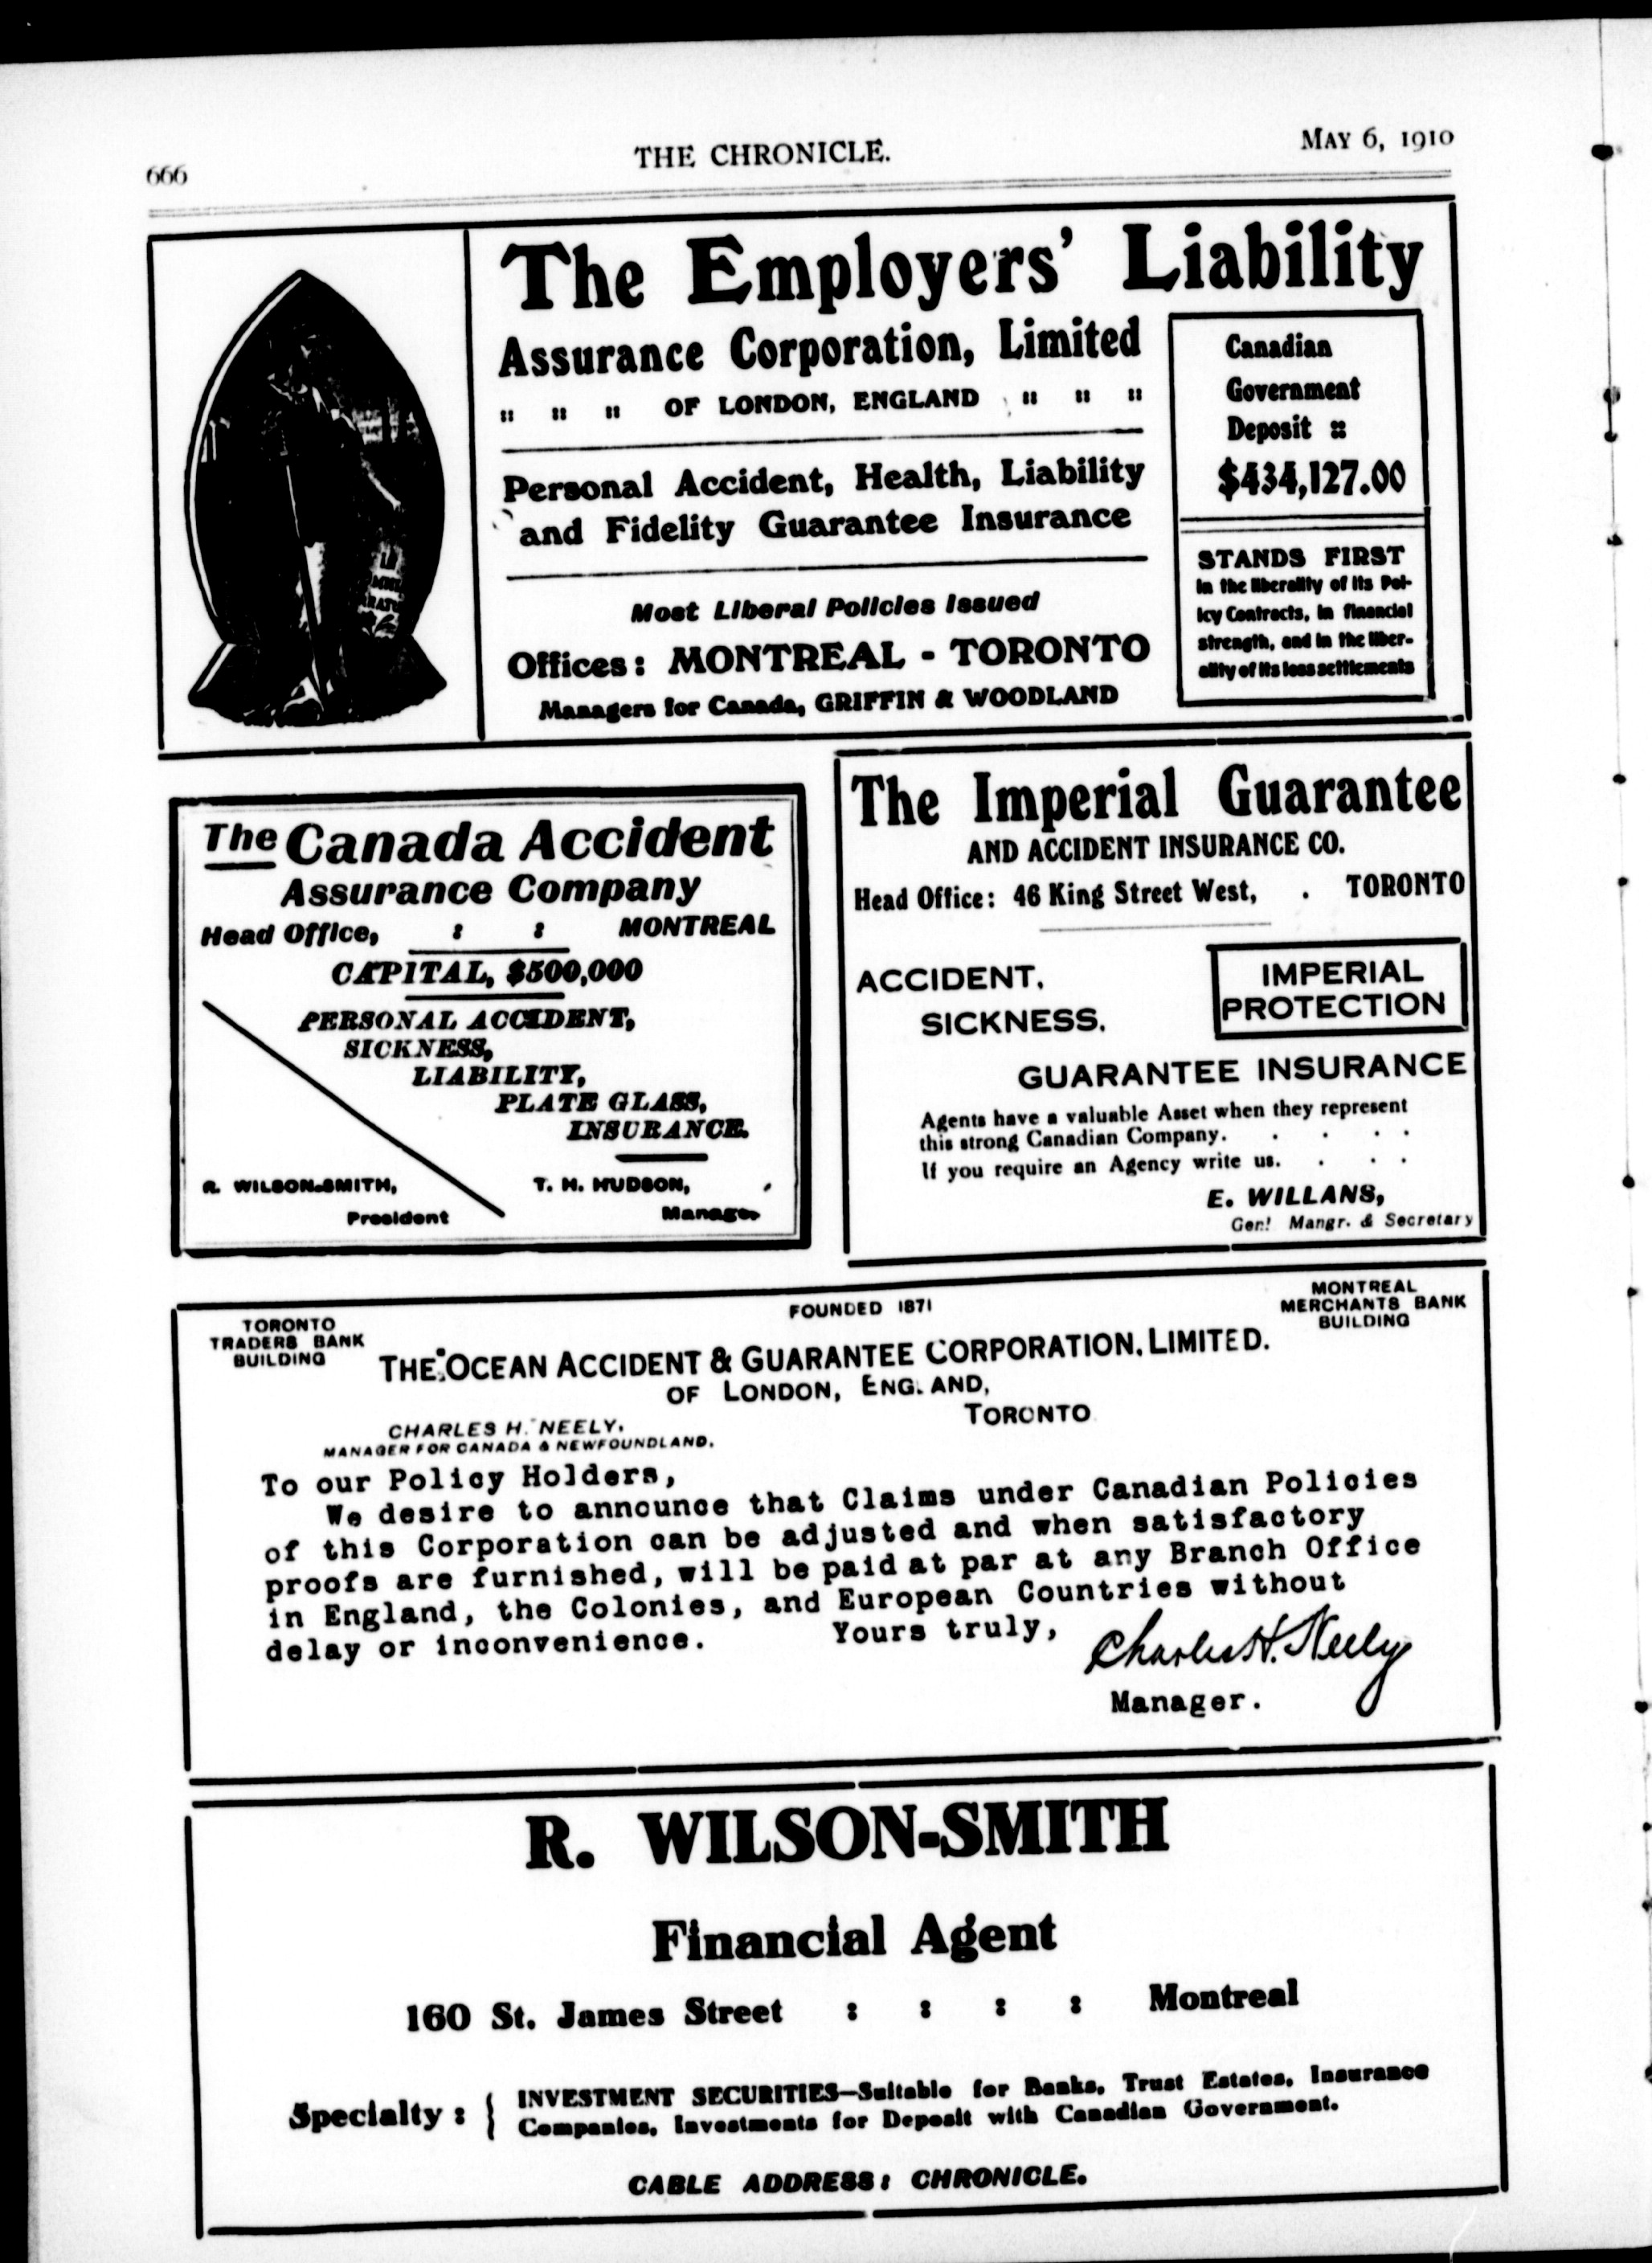 666
THE CHRONICLE.
MAY 6, 1910
The Employers' Liability
Assurance Corporation, Limited
" " " OF LONDON, ENGLAND " " "
Personal Accident, Health, Liability
and Fidelity Guarantee Insurance
Most Liberal Policies Issued
Offices: MONTREAL - TORONTO
Managers for Canada, GRIFFIN & WOODLAND
Canadian
Government
Deposit ::
$434,127.00
STANDS FIRST
in the liberality of its Pol-
icy Contracts, in financial
strength, and in the liber-
ality of its loss settlements
The Canada Accident
Assurance Company
Head Office, : : MONTREAL
CAPITAL, $500,000
PERSONAL ACCIDENT,
SICKNESS,
LIABILITY,
PLATE GLASS,
INSURANCE.
R. WILSON-SMITH,
President
T. H. HUDSON,
Manager
The Imperial Guarantee
AND ACCIDENT INSURANCE CO.
Head Office: 46 King Street West, . TORONTO
ACCIDENT,
SICKNESS,
IMPERIAL
PROTECTION
GUARANTEE INSURANCE
Agents have a valuable Asset when they represent
this strong Canadian Company. . . . .
If you require an Agency write us. . . .
E. WILLANS,
Genl Mangr. & Secretary
TORONTO
TRADERS BANK
BUILDING
FOUNDED 1871
MONTREAL
MERCHANTS BANK
BUILDING
THE OCEAN ACCIDENT & GUARANTEE CORPORATION, LIMITED.
OF LONDON, ENGLAND,
TORONTO
CHARLES H. NEELY,
MANAGER FOR CANADA & NEWFOUNDLAND.
To our Policy Holders,
We desire to announce that Claims under Canadian Policies
of this Corporation can be adjusted and when satisfactory
proofs are furnished, will be paid at par at any Branch Office
in England, the Colonies, and European Countries without
delay or inconvenience. Yours truly,
Charles H. Neely
Manager.
R. WILSON-SMITH
Financial Agent
160 St. James Street : : : : Montreal
Specialty : { INVESTMENT SECURITIES—Suitable for Banks, Trust Estates, Insurance
Companies, Investments for Deposit with Canadian Government.
CABLE ADDRESS: CHRONICLE.